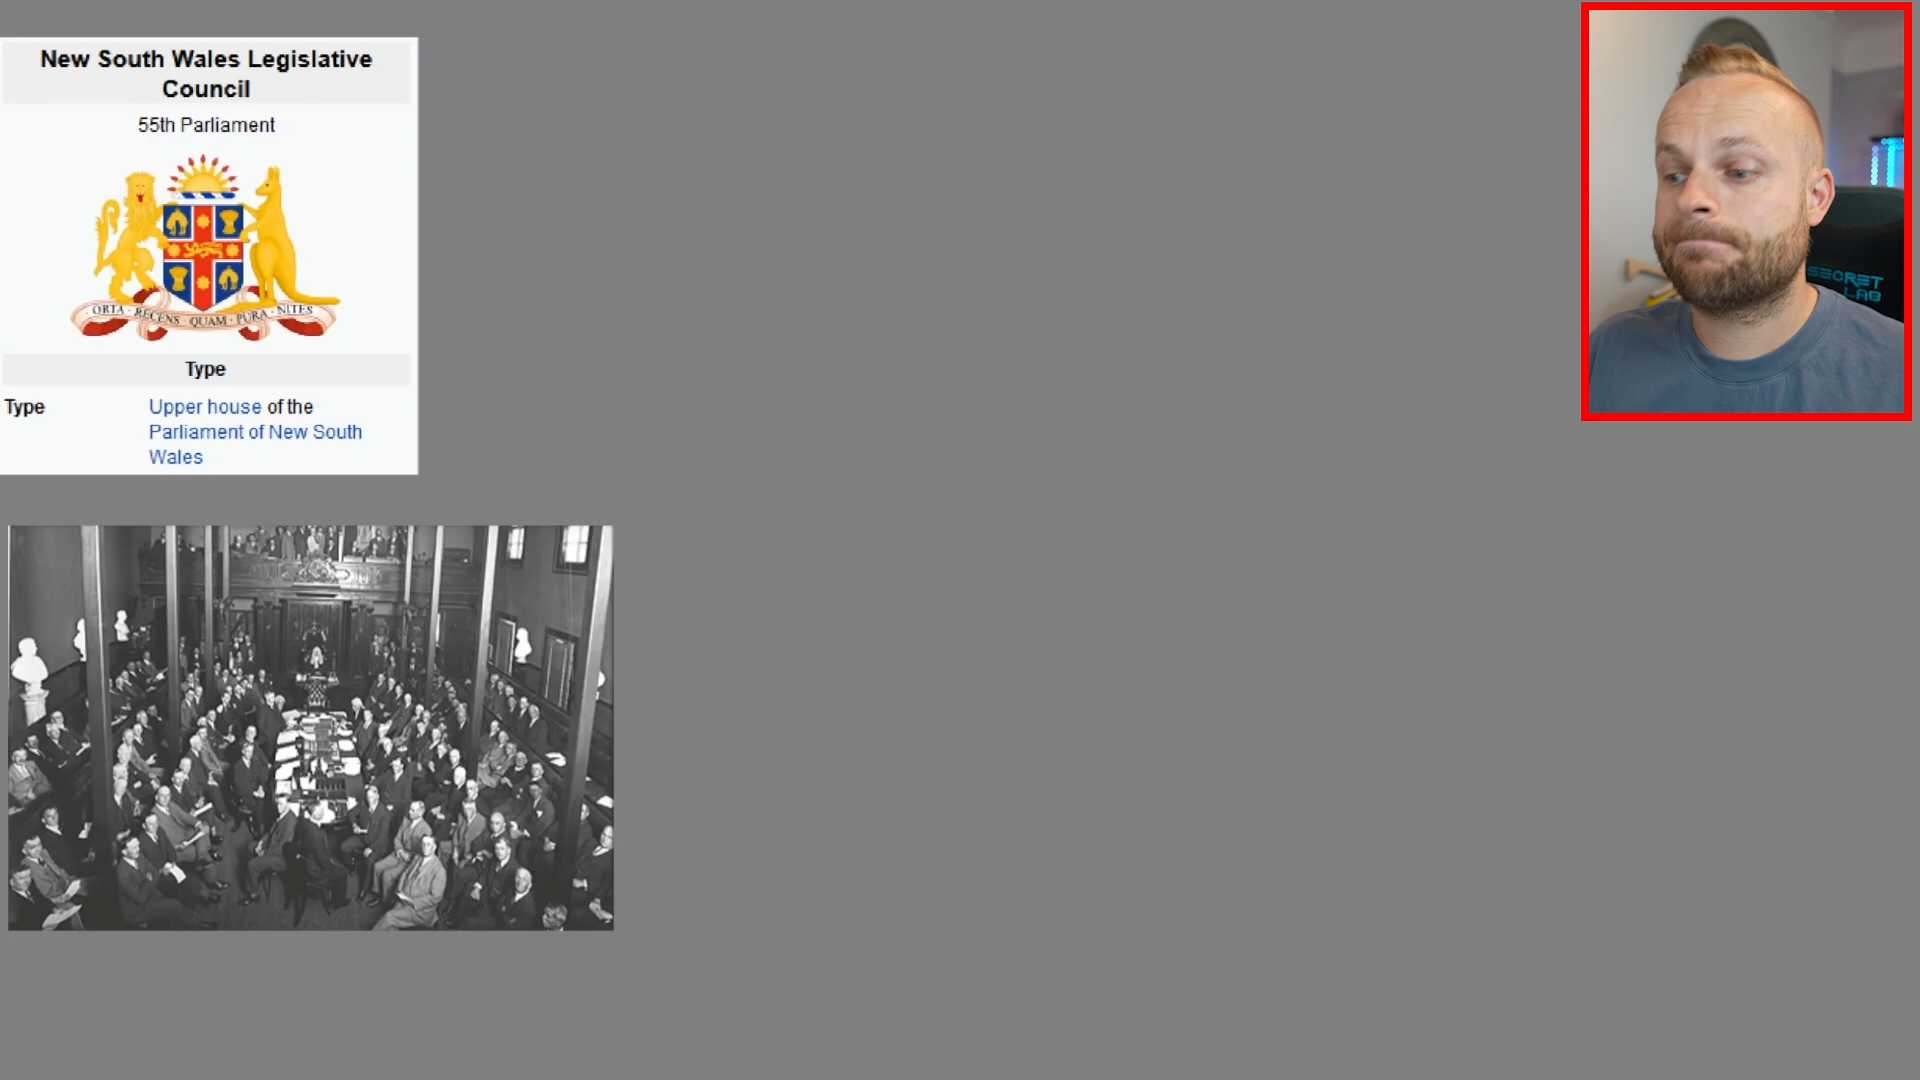 New South Wales Legislative
Council
55th Parliament
ORTA · RECENS · QUAM · PURA · NITES
Type
Type
Upper house of the
Parliament of New South
Wales
SECRET
LAB